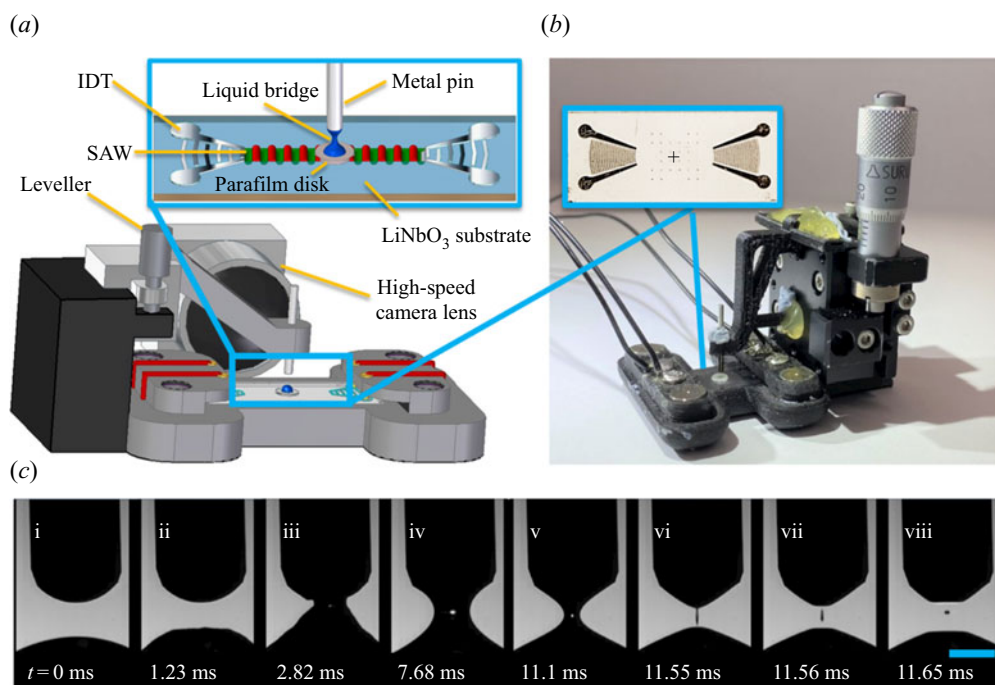 (a)
(b)
IDT
Liquid bridge
Metal pin
SAW
Parafilm disk
Leveller
LiNbO3 substrate
High-speed
camera lens
20
10
(c)
i
ii
iii
iv
v
vi
vii
viii
t = 0 ms
1.23 ms
2.82 ms
7.68 ms
11.1 ms
11.55 ms
11.56 ms
11.65 ms